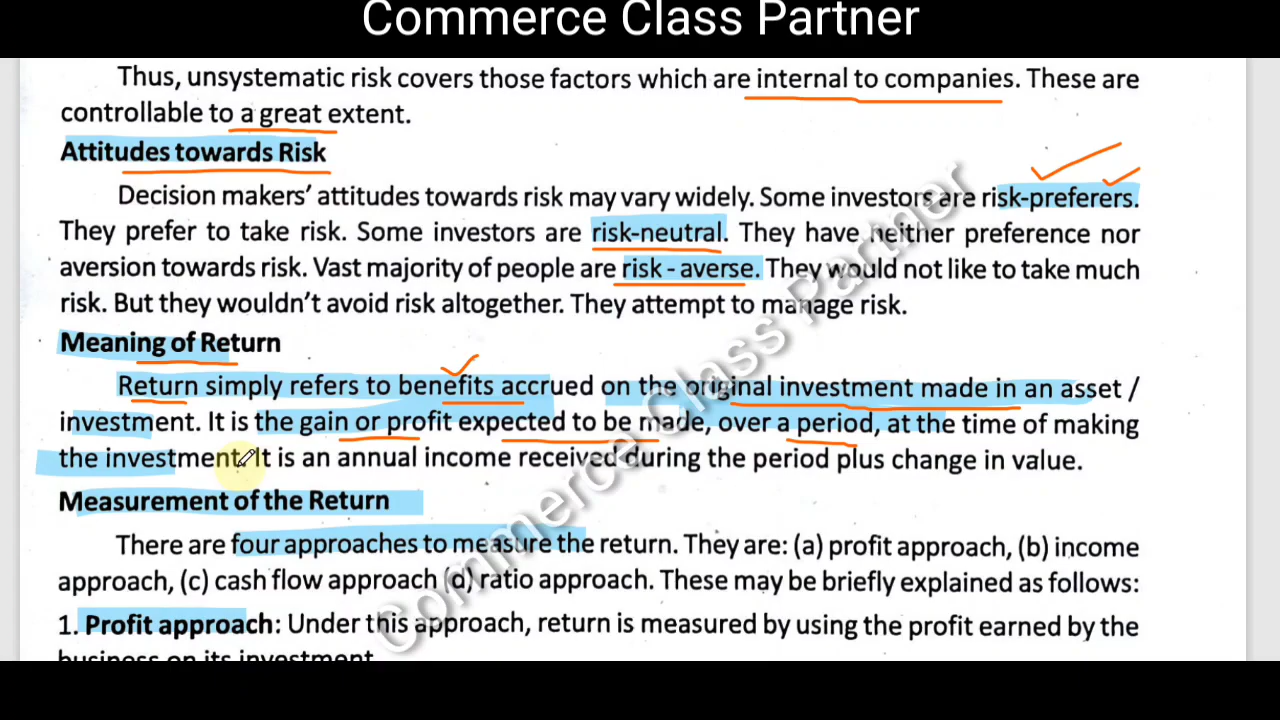 Commerce Class Partner
Thus, unsystematic risk covers those factors which are internal to companies. These are
controllable to a great extent.
Attitudes towards Risk
Decision makers' attitudes towards risk may vary widely. Some investors are risk-preferers.
They prefer to take risk. Some investors are risk-neutral. They have neither preference nor
aversion towards risk. Vast majority of people are risk - averse. They would not like to take much
risk. But they wouldn't avoid risk altogether. They attempt to manage risk.
Meaning of Return
Return simply refers to benefits accrued on the original investment made in an asset /
investment. It is the gain or profit expected to be made, over a period, at the time of making
the investment. It is an annual income received during the period plus change in value.
Measurement of the Return
There are four approaches to measure the return. They are: (a) profit approach, (b) income
approach, (c) cash flow approach (d) ratio approach. These may be briefly explained as follows:
1. Profit approach: Under this approach, return is measured by using the profit earned by the
business on its investment
Commerce Class Partner